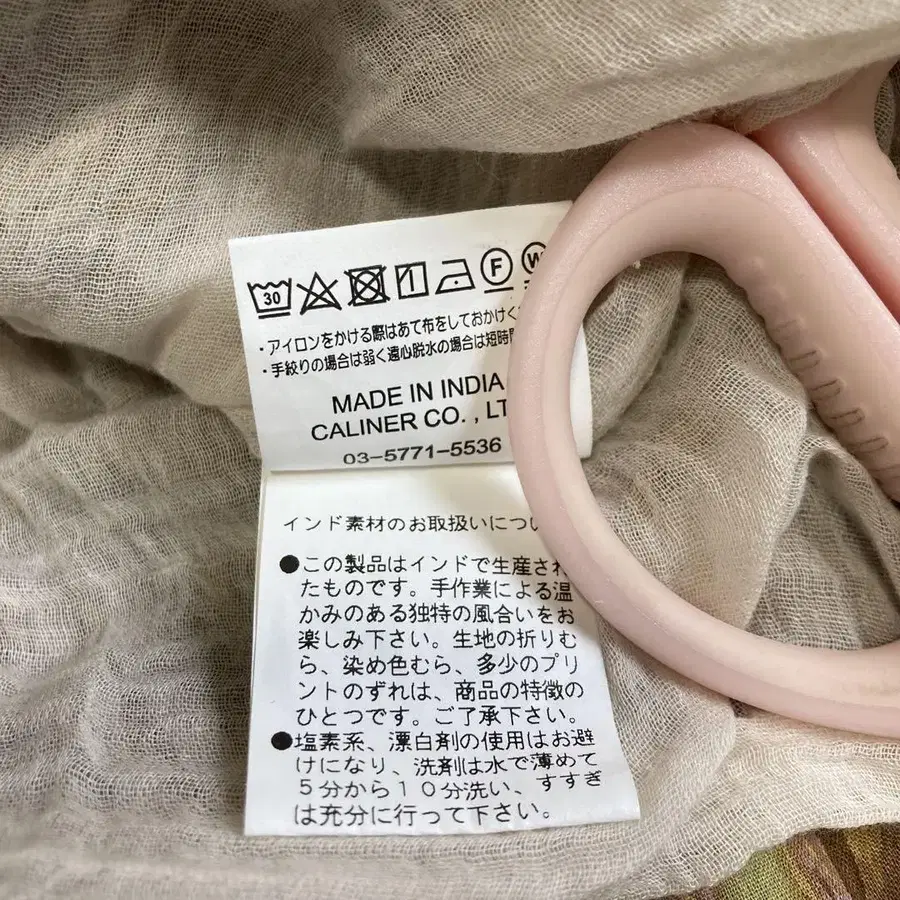 30
F
W
・アイロンをかける際はあて布をしておかけく
・手絞りの場合は弱く遠心脱水の場合は短時
MADE IN INDIA
CALINER CO. , LT
03-5771-5536
インド素材のお取扱いについ
●この製品はインドで生産され
たものです。手作業による温
かみのある独特の風合いをお
楽しみ下さい。生地の折りむ
ら、染め色むら、多少のプリ
ントのずれは、商品の特徴の
ひとつです。ご了承下さい。
●塩素系、漂白剤の使用はお避
けになり、洗剤は水で薄めて
5分から10分洗い、すすぎ
は充分に行って下さい。